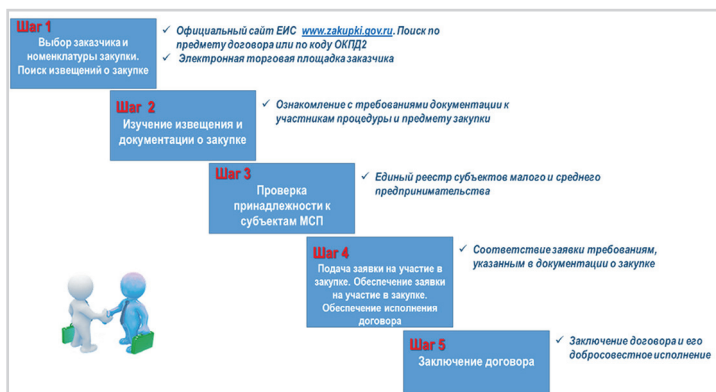 Шаг 1
Выбор заказчика и
номенклатуры закупки.
Поиск извещений о закупке
✓ Официальный сайт ЕИС www.zakupki.gov.ru. Поиск по
предмету договора или по коду ОКПД2
✓ Электронная торговая площадка заказчика
Шаг 2
Изучение извещения и
документации о закупке
✓ Ознакомление с требованиями документации к
участникам процедуры и предмету закупки
Шаг 3
Проверка
принадлежности к
субъектам МСП
✓ Единый реестр субъектов малого и среднего
предпринимательства
Шаг 4
Подача заявки на участие в
закупке. Обеспечение заявки
на участие в закупке.
Обеспечение исполнения
договора
✓ Соответствие заявки требованиям,
указанным в документации о закупке
Шаг 5
Заключение договора
✓ Заключение договора и его
добросовестное исполнение